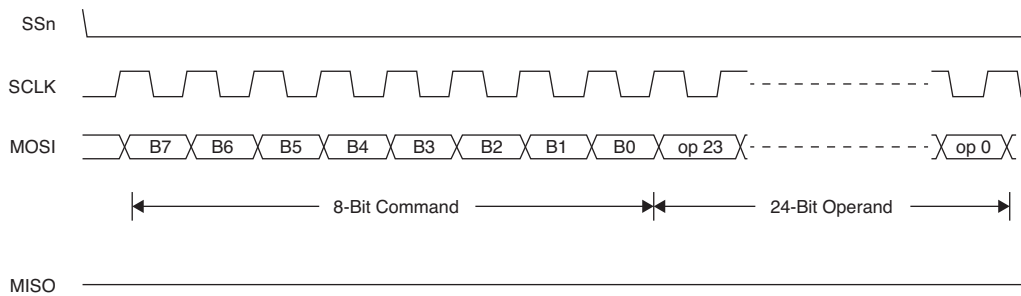 SSn
SCLK
MOSI B7 B6 B5 B4 B3 B2 B1 B0 op 23 op 0
8-Bit Command 24-Bit Operand
MISO